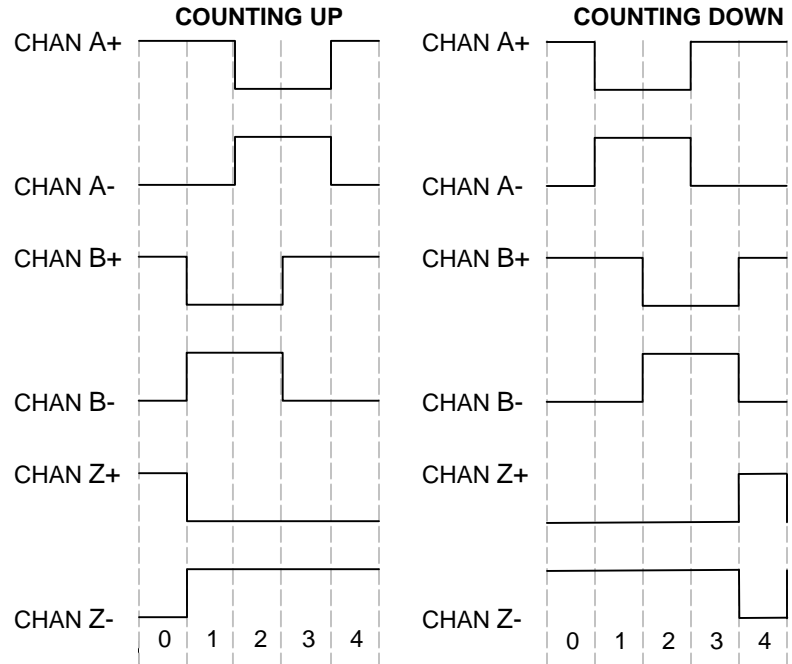 COUNTING UP
COUNTING DOWN
CHAN A+
CHAN A+
CHAN A-
CHAN A-
CHAN B+
CHAN B+
CHAN B-
CHAN B-
CHAN Z+
CHAN Z+
CHAN Z-
CHAN Z-
0 1 2 3 4
0 1 2 3 4